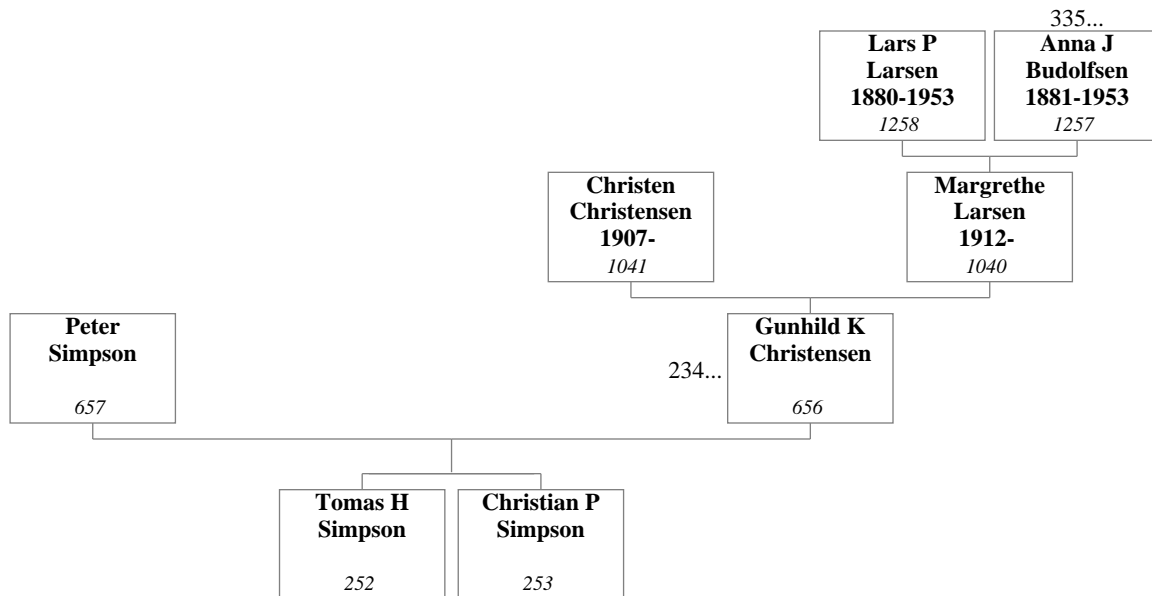 335...
Lars P
Larsen
1880-1953
1258
Anna J
Budolfsen
1881-1953
1257
Christen
Christensen
1907-
1041
Margrethe
Larsen
1912-
1040
Peter
Simpson
657
234...
Gunhild K
Christensen
656
Tomas H
Simpson
252
Christian P
Simpson
253